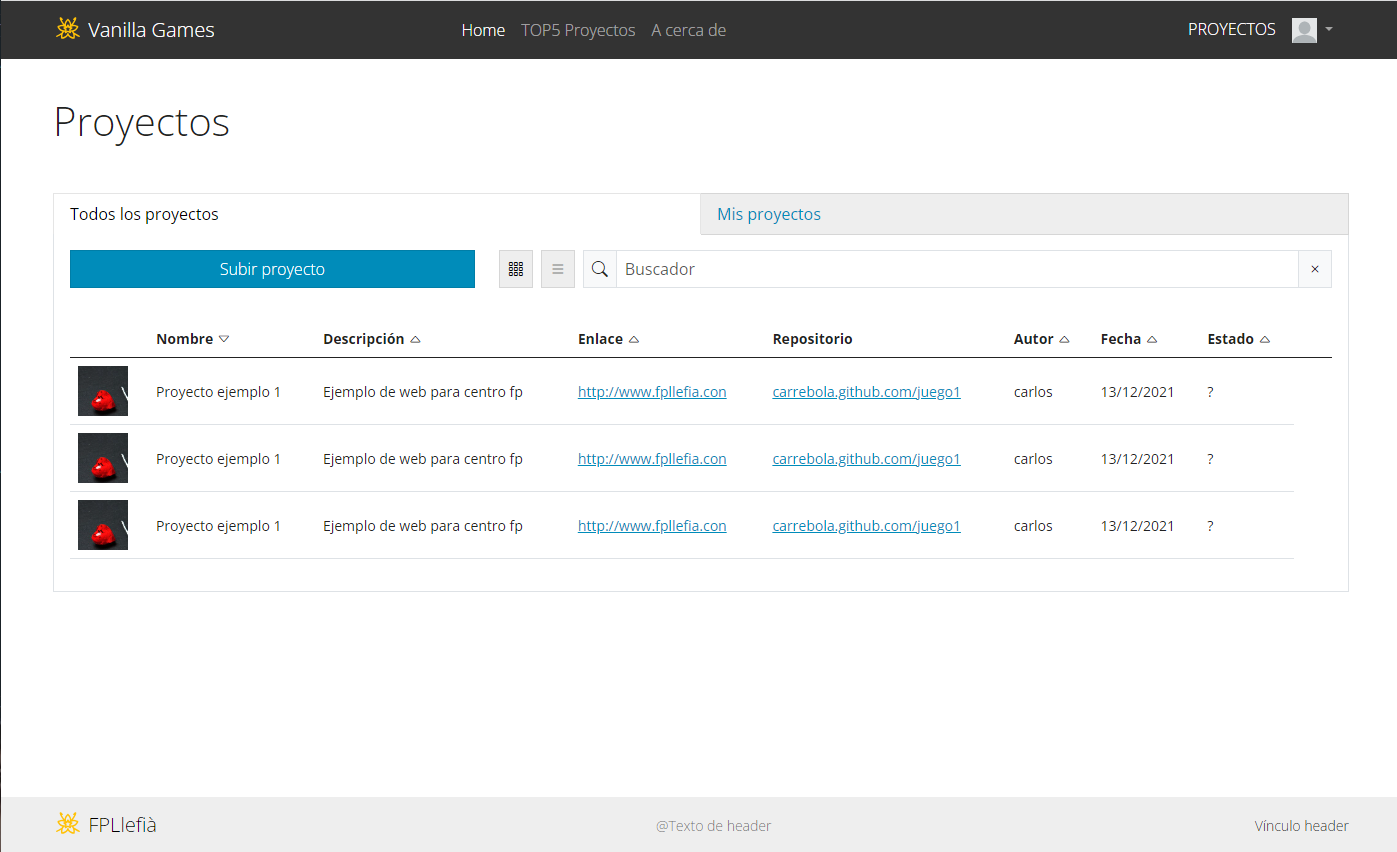 Vanilla Games Home TOP5 Proyectos A cerca de PROYECTOS
Proyectos
Todos los proyectos Mis proyectos
Subir proyecto Buscador ×
Nombre Descripción Enlace Repositorio Autor Fecha Estado
Proyecto ejemplo 1 Ejemplo de web para centro fp http://www.fpllefia.con carrebola.github.com/juego1 carlos 13/12/2021 ?
Proyecto ejemplo 1 Ejemplo de web para centro fp http://www.fpllefia.con carrebola.github.com/juego1 carlos 13/12/2021 ?
Proyecto ejemplo 1 Ejemplo de web para centro fp http://www.fpllefia.con carrebola.github.com/juego1 carlos 13/12/2021 ?
FPLlefià @Texto de header Vínculo header